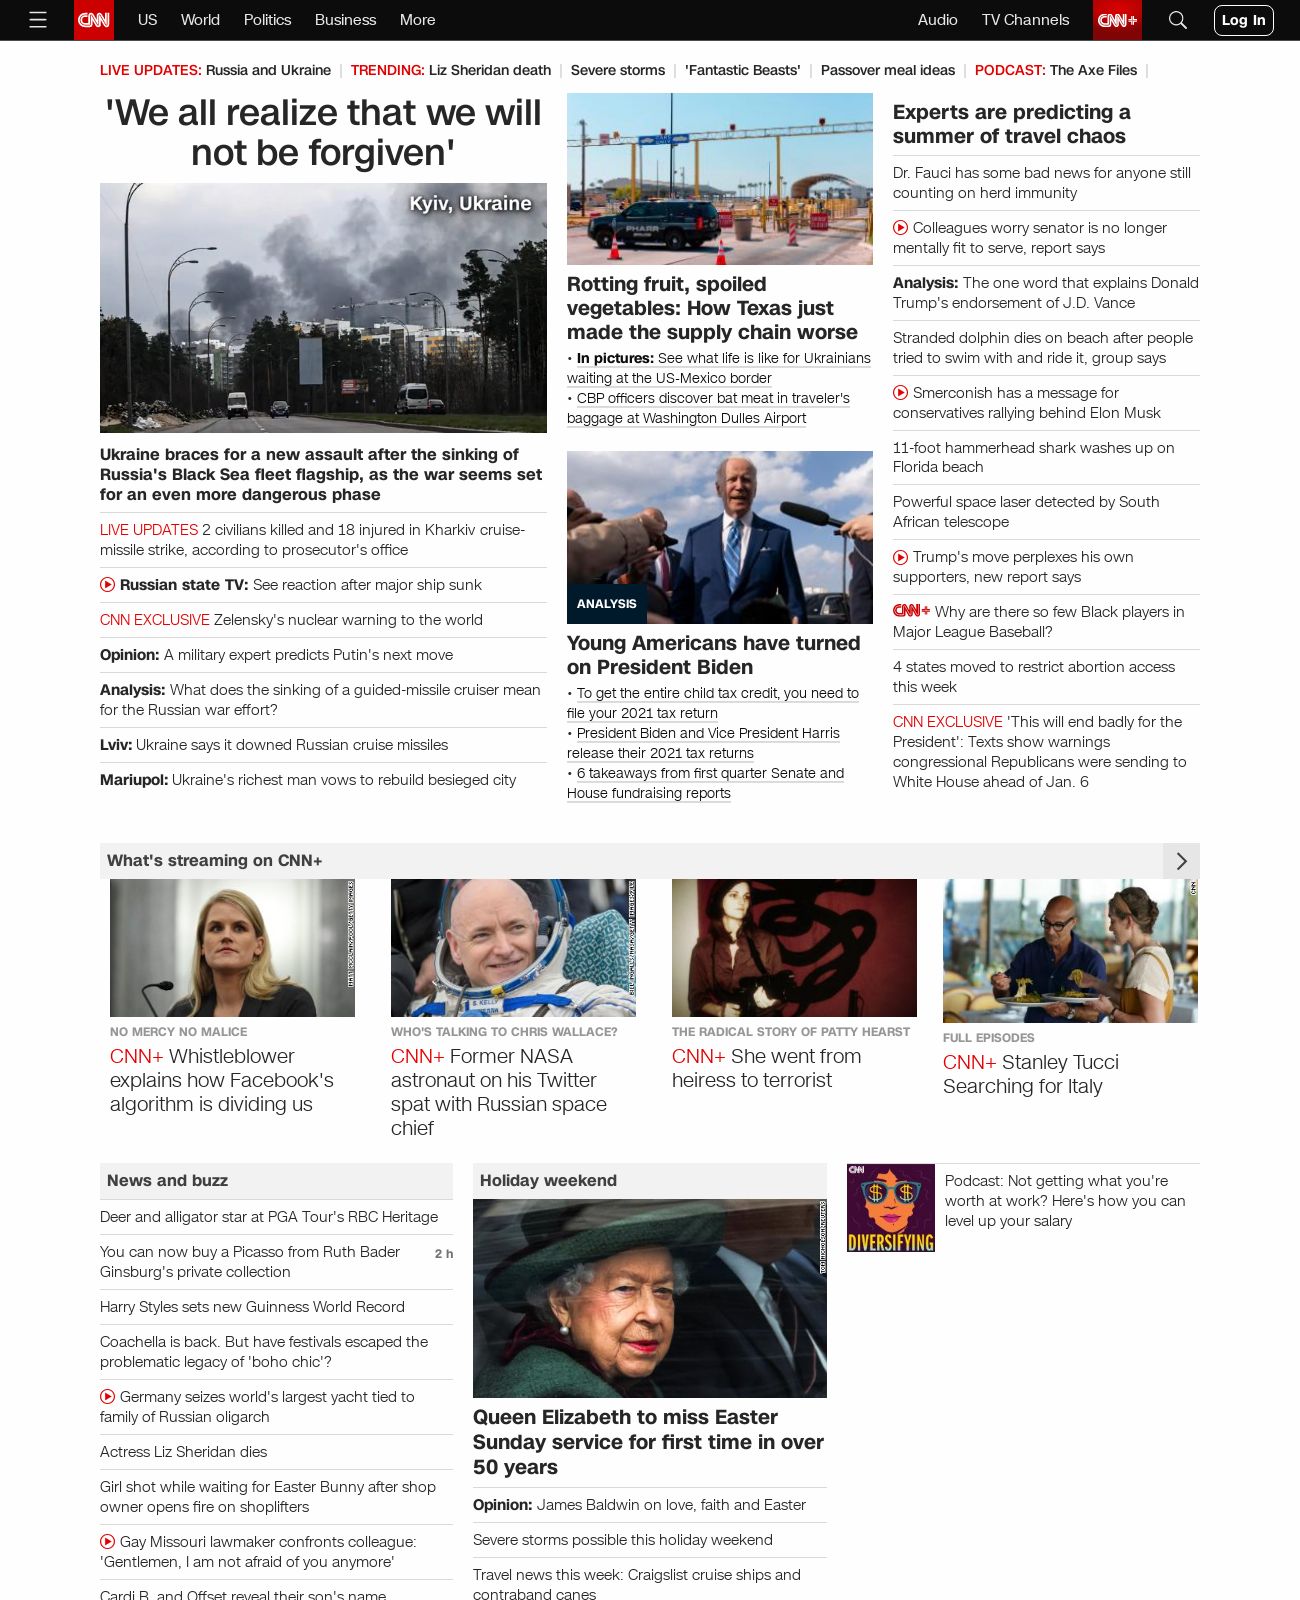 CNN US World Politics Business More Audio TV Channels CNN+ Log In
LIVE UPDATES: Russia and Ukraine TRENDING: Liz Sheridan death Severe storms 'Fantastic Beasts' Passover meal ideas PODCAST: The Axe Files
'We all realize that we will
not be forgiven'
Kyiv, Ukraine
Ukraine braces for a new assault after the sinking of
Russia's Black Sea fleet flagship, as the war seems set
for an even more dangerous phase
LIVE UPDATES 2 civilians killed and 18 injured in Kharkiv cruise-
missile strike, according to prosecutor's office
Russian state TV: See reaction after major ship sunk
CNN EXCLUSIVE Zelensky's nuclear warning to the world
Opinion: A military expert predicts Putin's next move
Analysis: What does the sinking of a guided-missile cruiser mean
for the Russian war effort?
Lviv: Ukraine says it downed Russian cruise missiles
Mariupol: Ukraine's richest man vows to rebuild besieged city
PHARR
Rotting fruit, spoiled
vegetables: How Texas just
made the supply chain worse
• In pictures: See what life is like for Ukrainians
waiting at the US-Mexico border
• CBP officers discover bat meat in traveler's
baggage at Washington Dulles Airport
ANALYSIS
Young Americans have turned
on President Biden
• To get the entire child tax credit, you need to
file your 2021 tax return
• President Biden and Vice President Harris
release their 2021 tax returns
• 6 takeaways from first quarter Senate and
House fundraising reports
Experts are predicting a
summer of travel chaos
Dr. Fauci has some bad news for anyone still
counting on herd immunity
Colleagues worry senator is no longer
mentally fit to serve, report says
Analysis: The one word that explains Donald
Trump's endorsement of J.D. Vance
Stranded dolphin dies on beach after people
tried to swim with and ride it, group says
Smerconish has a message for
conservatives rallying behind Elon Musk
11-foot hammerhead shark washes up on
Florida beach
Powerful space laser detected by South
African telescope
Trump's move perplexes his own
supporters, new report says
CNN+ Why are there so few Black players in
Major League Baseball?
4 states moved to restrict abortion access
this week
CNN EXCLUSIVE 'This will end badly for the
President': Texts show warnings
congressional Republicans were sending to
White House ahead of Jan. 6
What's streaming on CNN+
NO MERCY NO MALICE
CNN+ Whistleblower
explains how Facebook's
algorithm is dividing us
S. KELLY
WHO'S TALKING TO CHRIS WALLACE?
CNN+ Former NASA
astronaut on his Twitter
spat with Russian space
chief
THE RADICAL STORY OF PATTY HEARST
CNN+ She went from
heiress to terrorist
CNN
FULL EPISODES
CNN+ Stanley Tucci
Searching for Italy
News and buzz
Deer and alligator star at PGA Tour's RBC Heritage
You can now buy a Picasso from Ruth Bader 2 h
Ginsburg's private collection
Harry Styles sets new Guinness World Record
Coachella is back. But have festivals escaped the
problematic legacy of 'boho chic'?
Germany seizes world's largest yacht tied to
family of Russian oligarch
Actress Liz Sheridan dies
Girl shot while waiting for Easter Bunny after shop
owner opens fire on shoplifters
Gay Missouri lawmaker confronts colleague:
'Gentlemen, I am not afraid of you anymore'
Cardi B. and Offset reveal their son's name
Holiday weekend
Queen Elizabeth to miss Easter
Sunday service for first time in over
50 years
Opinion: James Baldwin on love, faith and Easter
Severe storms possible this holiday weekend
Travel news this week: Craigslist cruise ships and
contraband canes
CNN
DIVERSIFYING
Podcast: Not getting what you're
worth at work? Here's how you can
level up your salary